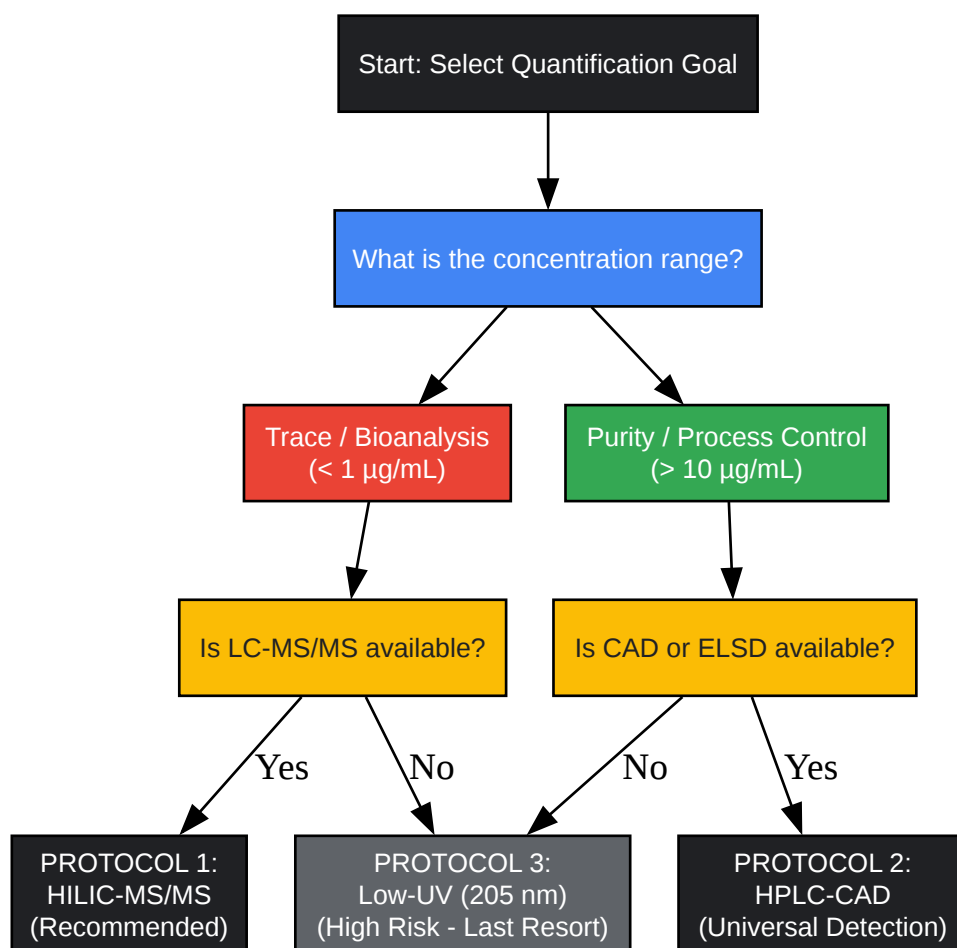 Start: Select Quantification Goal
What is the concentration range?
Trace / Bioanalysis
(< 1 µg/mL)
Purity / Process Control
(> 10 µg/mL)
Is LC-MS/MS available?
Is CAD or ELSD available?
Yes
No
No
Yes
PROTOCOL 1:
HILIC-MS/MS
(Recommended)
PROTOCOL 3:
Low-UV (205 nm)
(High Risk - Last Resort)
PROTOCOL 2:
HPLC-CAD
(Universal Detection)